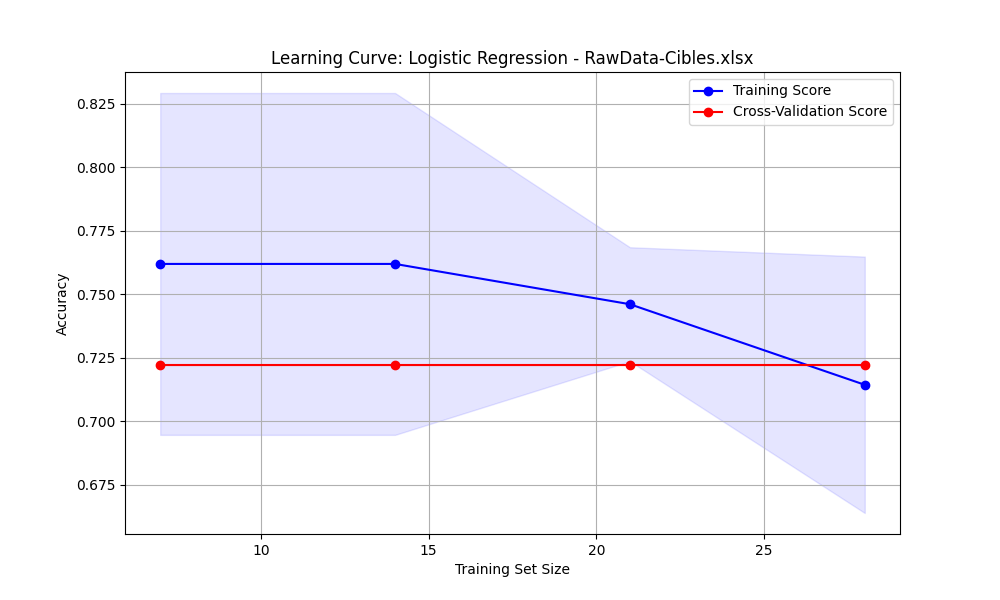 Learning Curve: Logistic Regression - RawData-Cibles.xlsx
Training Score
Cross-Validation Score
Accuracy
0.825
0.800
0.775
0.750
0.725
0.700
0.675
10
15
20
25
Training Set Size